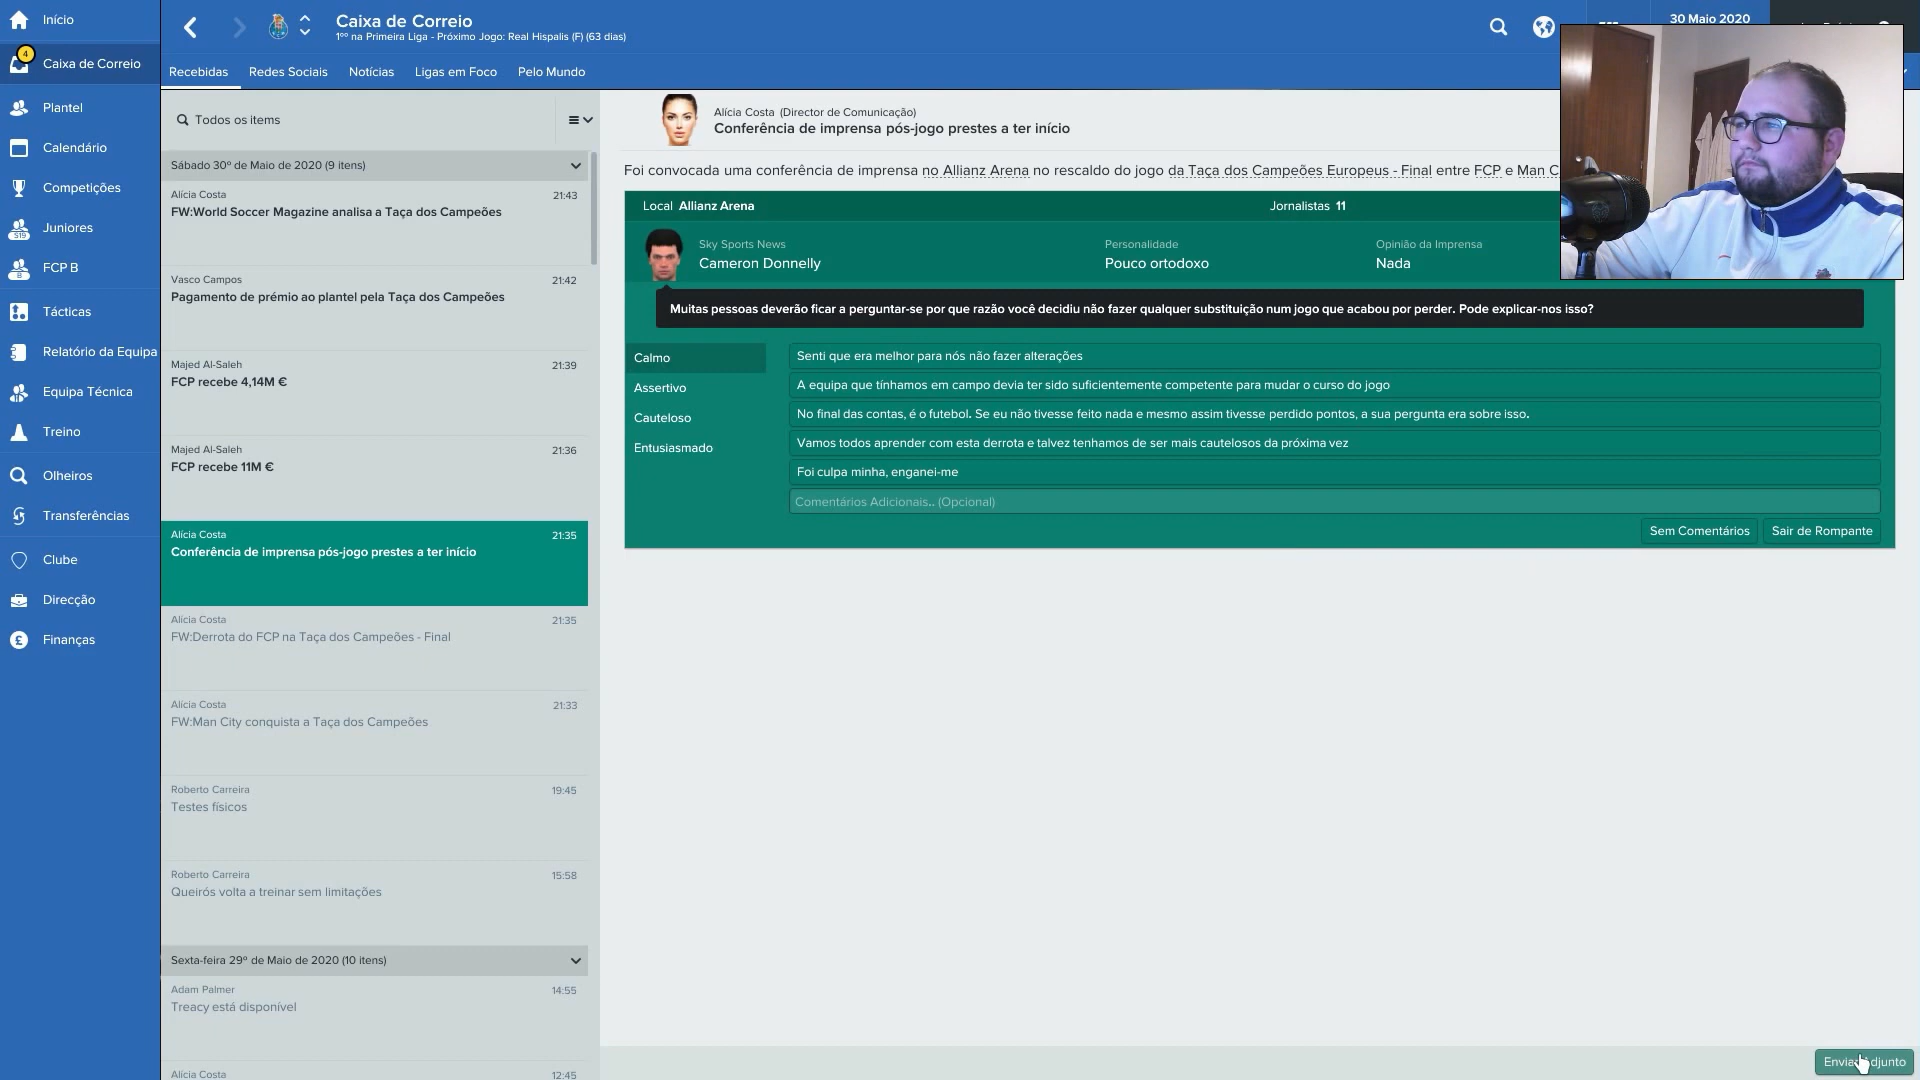 Início
4
Caixa de Correio
Plantel
Calendário
Competições
Juniores
FCP B
Tácticas
Relatório da Equipa
Equipa Técnica
Treino
Olheiros
Transferências
Clube
Direcção
Finanças
Caixa de Correio
1º na Primeira Liga - Próximo Jogo: Real Hispalis (F) (63 dias)
30 Maio 2020
Recebidas
Redes Sociais
Notícias
Ligas em Foco
Pelo Mundo
Todos os items
Sábado 30º de Maio de 2020 (9 itens)
Alícia Costa 21:43
FW:World Soccer Magazine analisa a Taça dos Campeões
Vasco Campos 21:42
Pagamento de prémio ao plantel pela Taça dos Campeões
Majed Al-Saleh 21:39
FCP recebe 4,14M €
Majed Al-Saleh 21:36
FCP recebe 11M €
Alícia Costa 21:35
Conferência de imprensa pós-jogo prestes a ter início
Alícia Costa 21:35
FW:Derrota do FCP na Taça dos Campeões - Final
Alícia Costa 21:33
FW:Man City conquista a Taça dos Campeões
Roberto Carreira 19:45
Testes físicos
Roberto Carreira 15:58
Queirós volta a treinar sem limitações
Sexta-feira 29º de Maio de 2020 (10 itens)
Adam Palmer 14:55
Treacy está disponível
Alícia Costa 12:45
Alícia Costa (Director de Comunicação)
Conferência de imprensa pós-jogo prestes a ter início
Foi convocada uma conferência de imprensa no Allianz Arena no rescaldo do jogo da Taça dos Campeões Europeus - Final entre FCP e Man C
Local Allianz Arena
Jornalistas 11
Sky Sports News
Cameron Donnelly
Personalidade
Pouco ortodoxo
Opinião da Imprensa
Nada
Muitas pessoas deverão ficar a perguntar-se por que razão você decidiu não fazer qualquer substituição num jogo que acabou por perder. Pode explicar-nos isso?
Calmo
Assertivo
Cauteloso
Entusiasmado
Senti que era melhor para nós não fazer alterações
A equipa que tínhamos em campo devia ter sido suficientemente competente para mudar o curso do jogo
No final das contas, é o futebol. Se eu não tivesse feito nada e mesmo assim tivesse perdido pontos, a sua pergunta era sobre isso.
Vamos todos aprender com esta derrota e talvez tenhamos de ser mais cautelosos da próxima vez
Foi culpa minha, enganei-me
Comentários Adicionais.. (Opcional)
Sem Comentários
Sair de Rompante